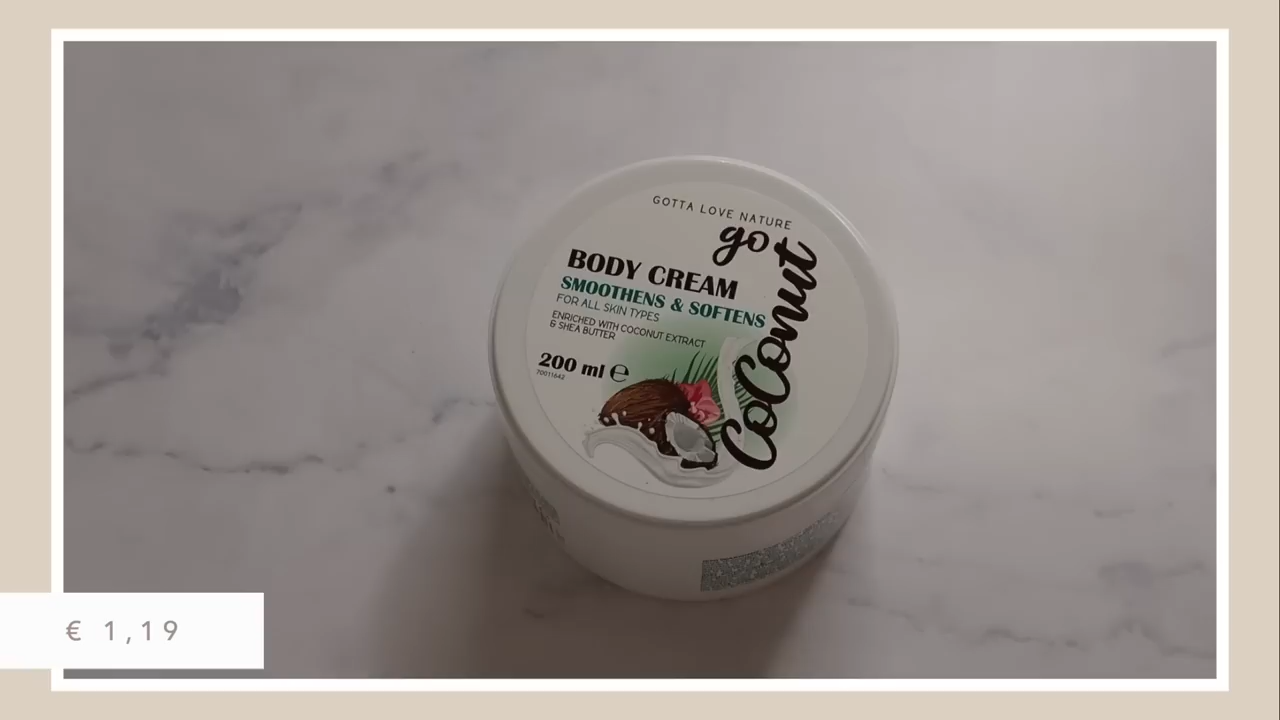 GOTTA LOVE NATURE
go
CoConut
BODY CREAM
SMOOTHENS & SOFTENS
FOR ALL SKIN TYPES
ENRICHED WITH COCONUT EXTRACT
& SHEA BUTTER
200 ml ℮
70011642
€ 1,19